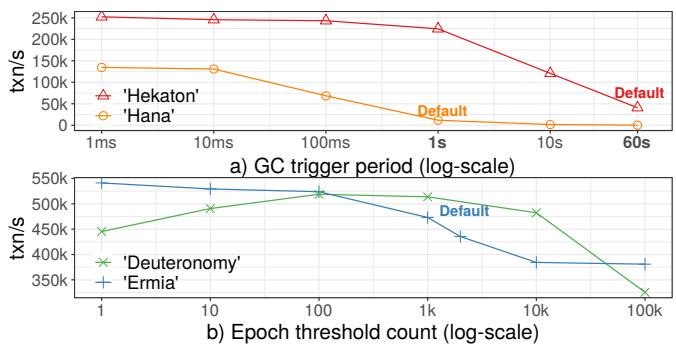 txn/s
250k
200k
150k
100k
50k
0
'Hekaton'
'Hana'
Default
Default
1ms
10ms
100ms
1s
10s
60s
a) GC trigger period (log-scale)
txn/s
550k
500k
450k
400k
350k
Default
'Deuteronomy'
'Ermia'
1
10
100
1k
10k
100k
b) Epoch threshold count (log-scale)